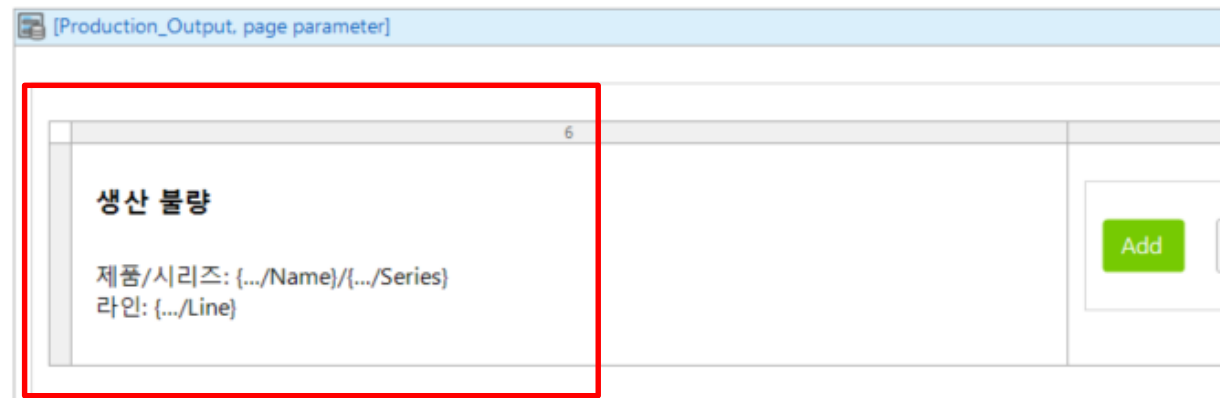 [Production_Output, page parameter]
6
생산 불량
제품/시리즈: {.../Name}/{.../Series}
라인: {.../Line}
Add